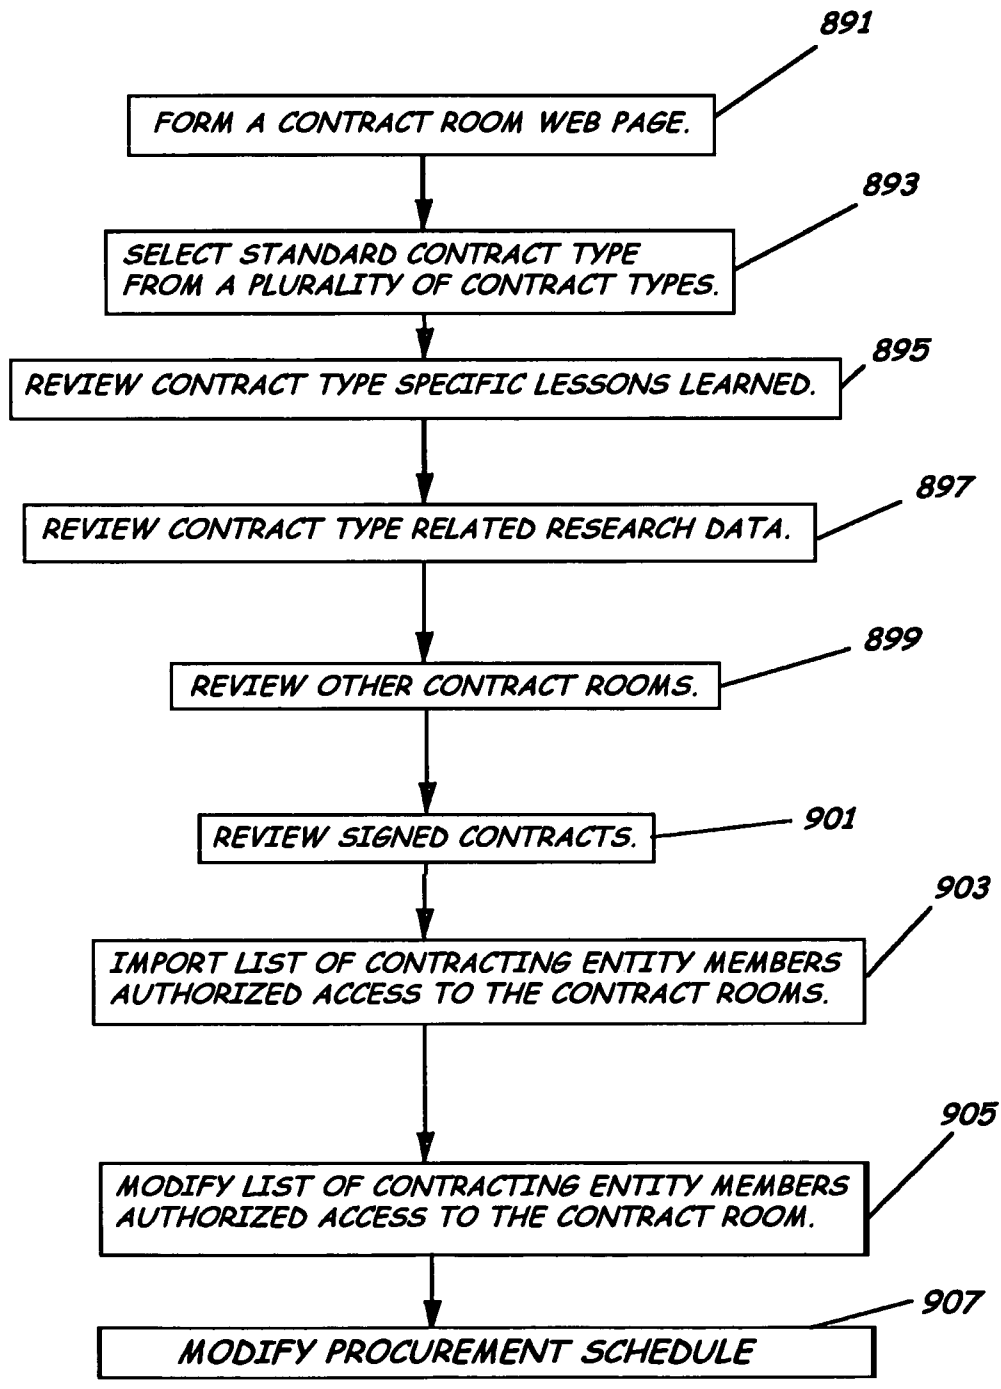 891
FORM A CONTRACT ROOM WEB PAGE.
893
SELECT STANDARD CONTRACT TYPE
FROM A PLURALITY OF CONTRACT TYPES.
895
REVIEW CONTRACT TYPE SPECIFIC LESSONS LEARNED.
897
REVIEW CONTRACT TYPE RELATED RESEARCH DATA.
899
REVIEW OTHER CONTRACT ROOMS.
901
REVIEW SIGNED CONTRACTS.
903
IMPORT LIST OF CONTRACTING ENTITY MEMBERS
AUTHORIZED ACCESS TO THE CONTRACT ROOMS.
905
MODIFY LIST OF CONTRACTING ENTITY MEMBERS
AUTHORIZED ACCESS TO THE CONTRACT ROOM.
907
MODIFY PROCUREMENT SCHEDULE